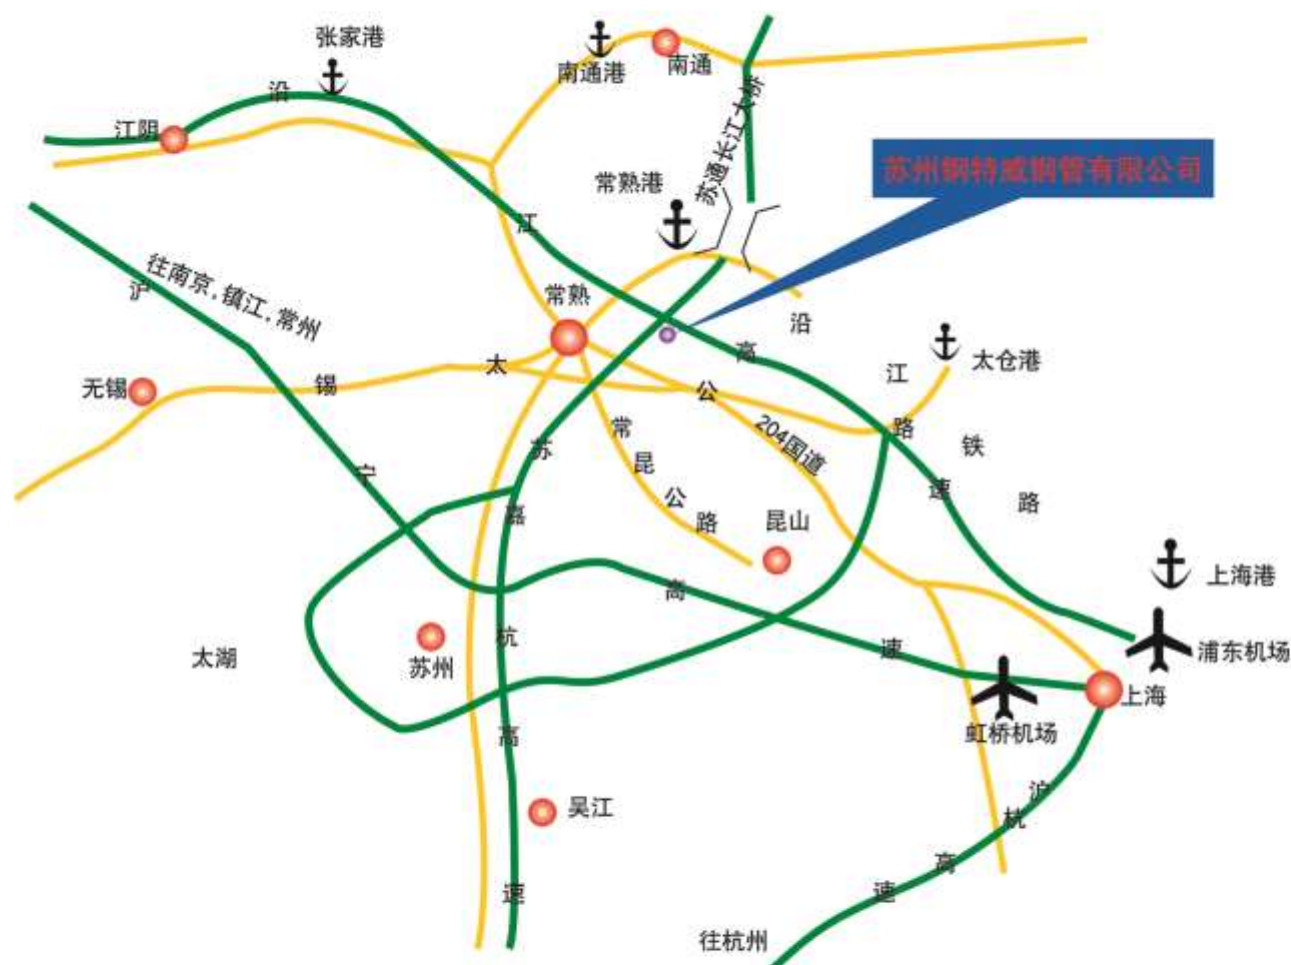 张家港
南通港
南通
沿
江阴
苏通长江大桥
苏州钢特威钢管有限公司
常熟港
江
往南京,镇江,常州
沪
常熟
沿
高
太
太仓港
江
无锡
锡
公
204国道
路
铁
常
苏
昆
宁
速
公
路
路
嘉
昆山
上海港
高
杭
太湖
苏州
速
浦东机场
上海
虹桥机场
高
沪
吴江
杭
高
速
速
往杭州